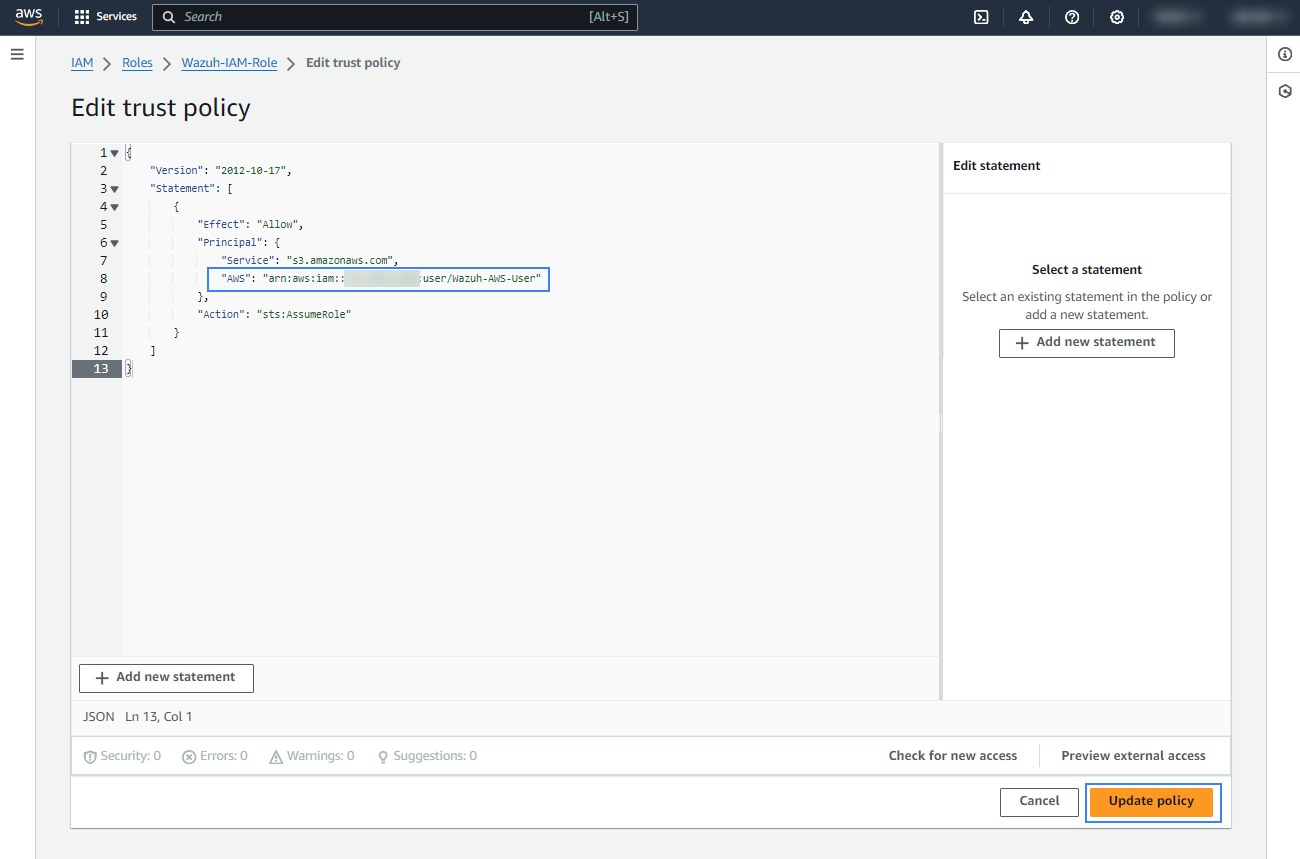 aws Services Search [Alt+S]
IAM > Roles > Wazuh-IAM-Role > Edit trust policy
Edit trust policy
1 {
2 "Version": "2012-10-17",
3 "Statement": [
4 {
5 "Effect": "Allow",
6 "Principal": {
7 "Service": "s3.amazonaws.com",
8 "AWS": "arn:aws:iam:: :user/Wazuh-AWS-User"
9 },
10 "Action": "sts:AssumeRole"
11 }
12 ]
13 }
Edit statement
Select a statement
Select an existing statement in the policy or
add a new statement.
+ Add new statement
+ Add new statement
JSON Ln 13, Col 1
Security: 0 Errors: 0 Warnings: 0 Suggestions: 0 Check for new access Preview external access
Cancel Update policy